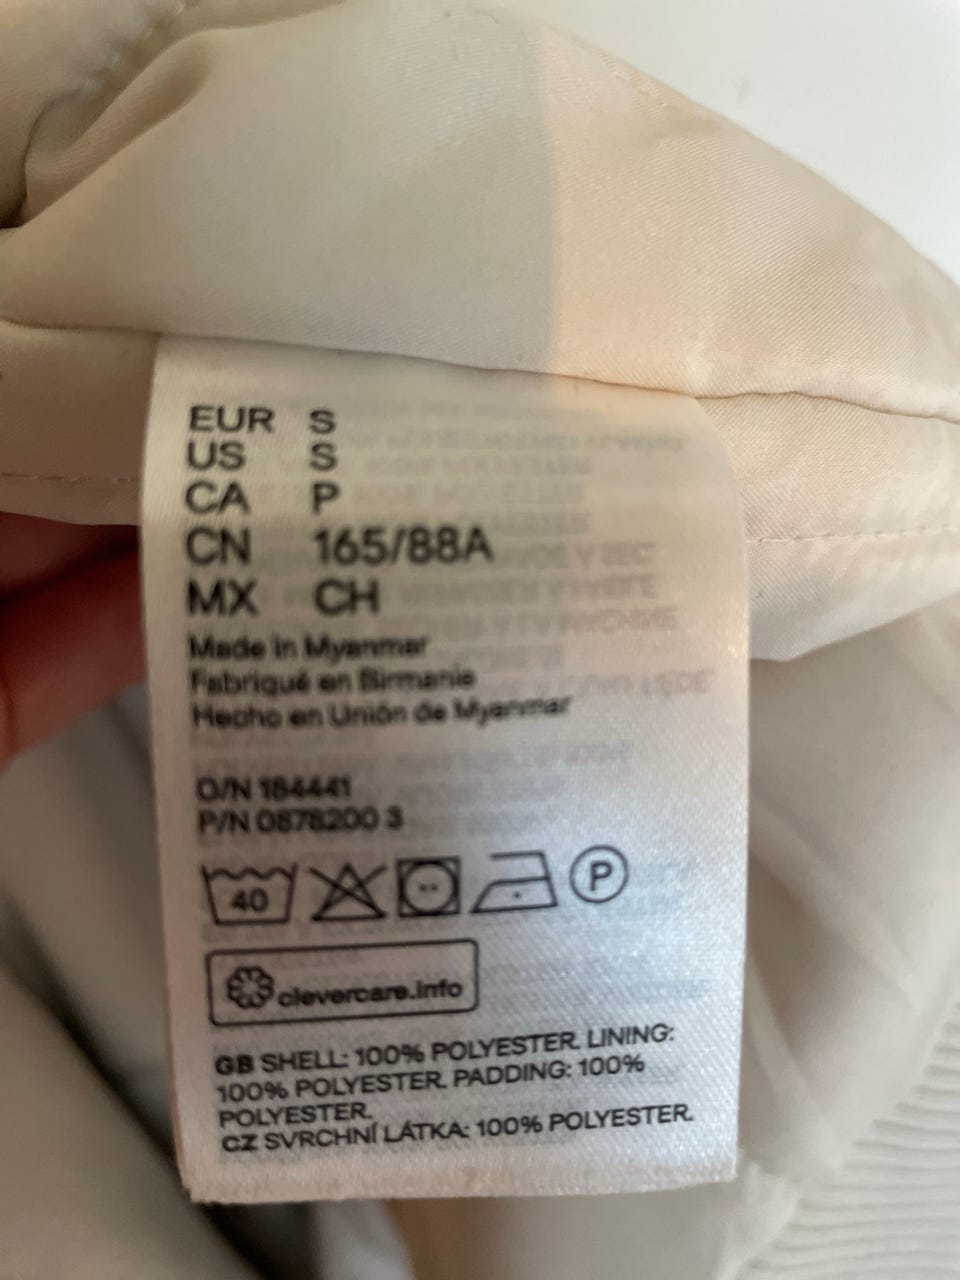 EUR S
US S
CA P
CN 165/88A
MX CH
Made in Myanmar
Fabriqué en Birmanie
Hecho en Unión de Myanmar
O/N 184441
P/N 0878200 3
40 P
clevercare.info
GB SHELL: 100% POLYESTER. LINING:
100% POLYESTER. PADDING: 100%
POLYESTER.
CZ SVRCHNÍ LÁTKA: 100% POLYESTER.